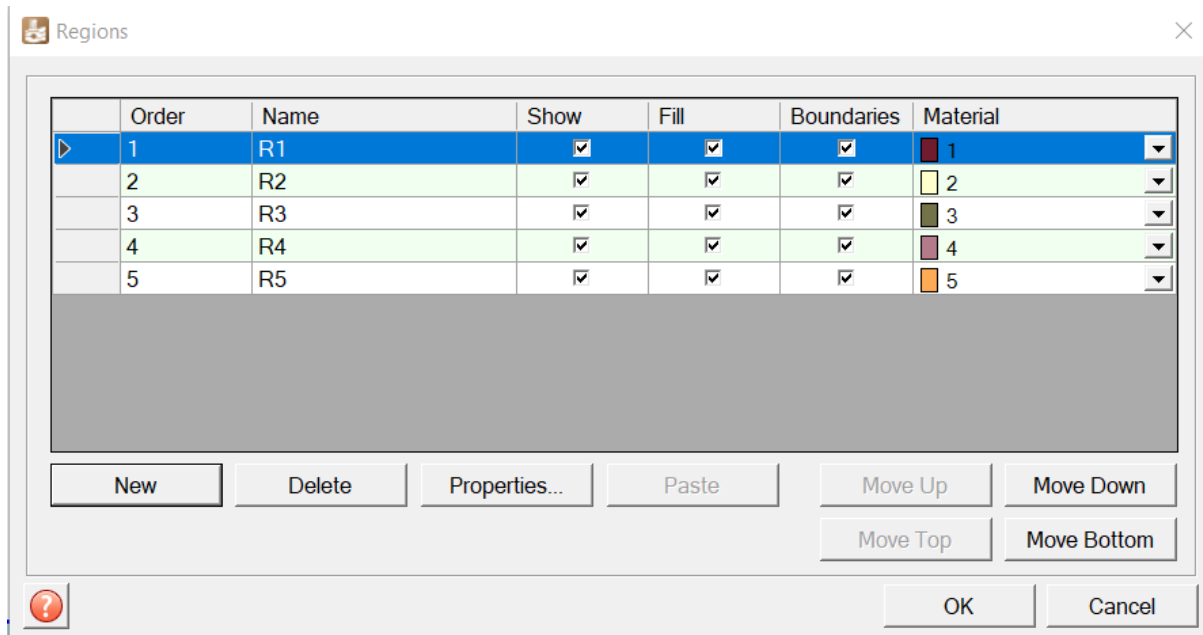 Regions
Order Name Show Fill Boundaries Material
1 R1 1
2 R2 2
3 R3 3
4 R4 4
5 R5 5
New Delete Properties... Paste Move Up Move Down
Move Top Move Bottom
?
OK Cancel